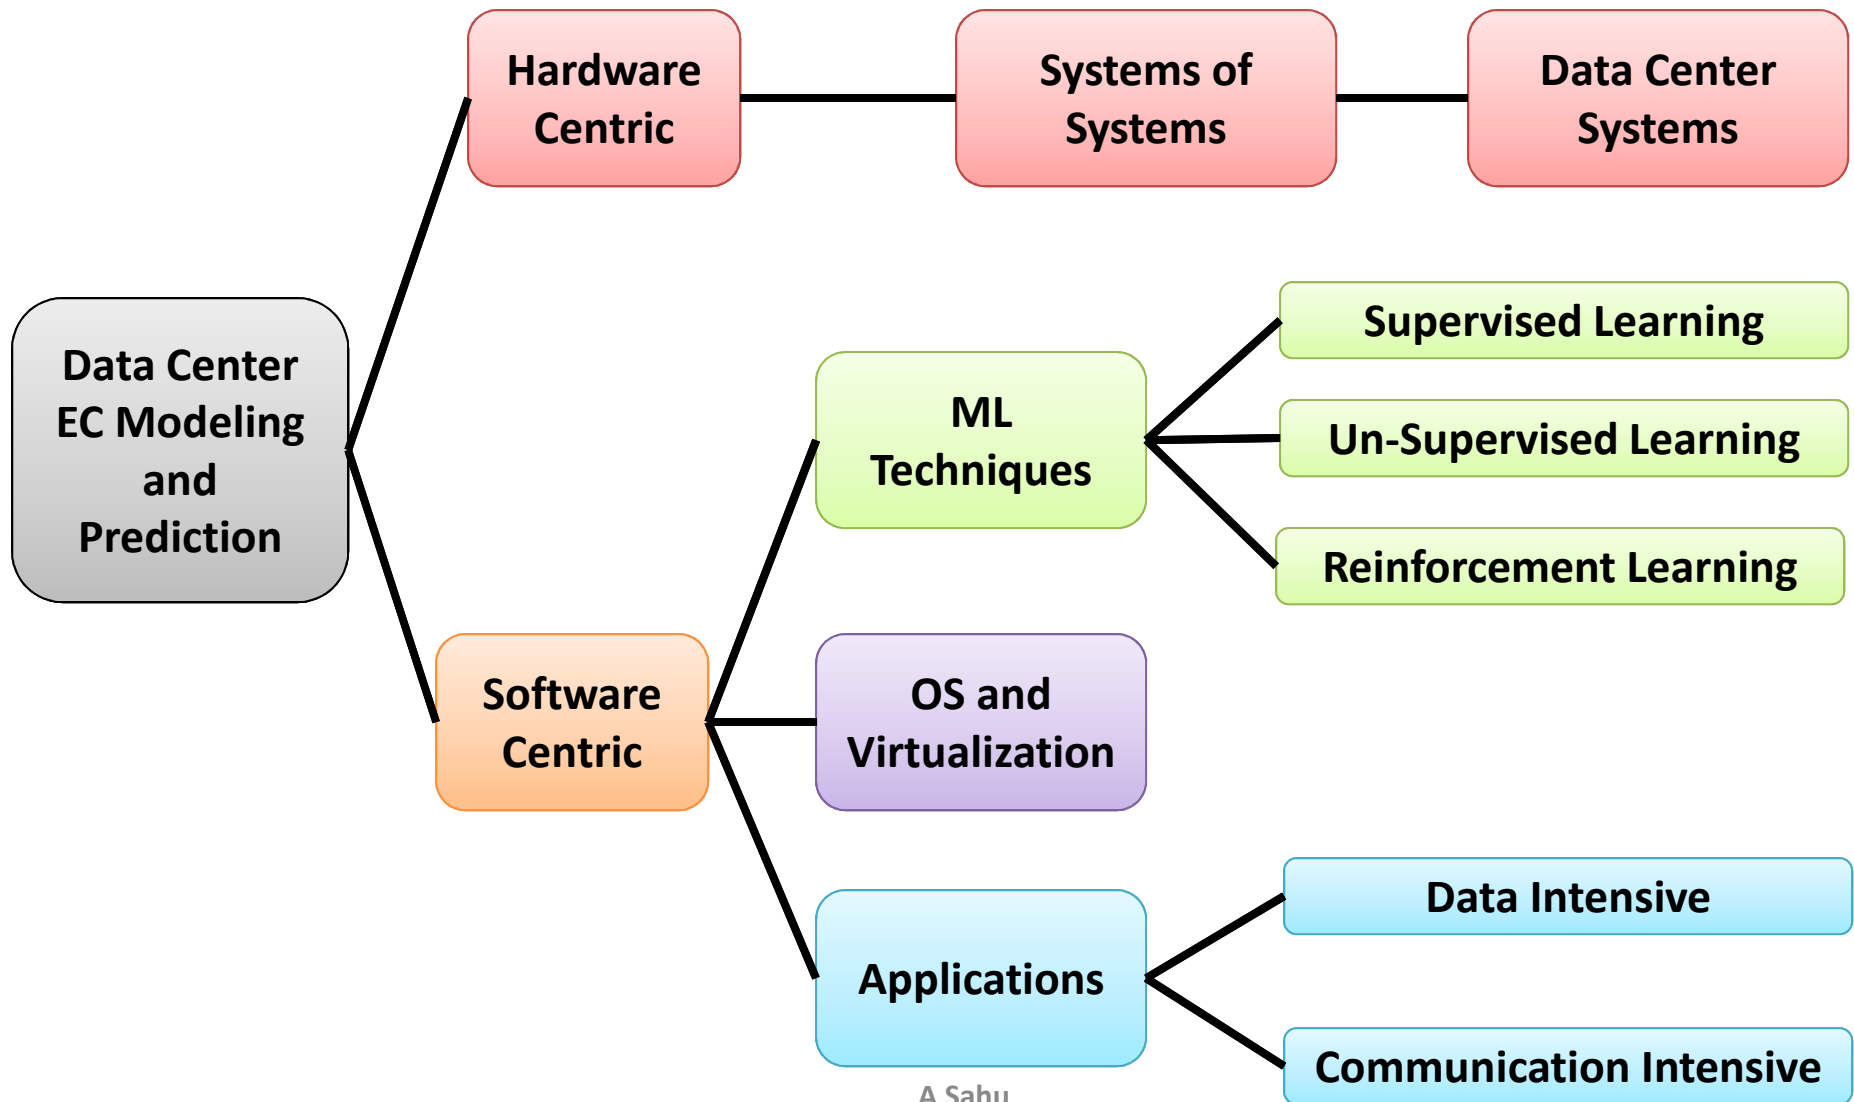 Hardware
Centric
Systems of
Systems
Data Center
Systems
Data Center
EC Modeling
and
Prediction
ML
Techniques
Supervised Learning
Un-Supervised Learning
Reinforcement Learning
Software
Centric
OS and
Virtualization
Applications
Data Intensive
Communication Intensive
A Sahu